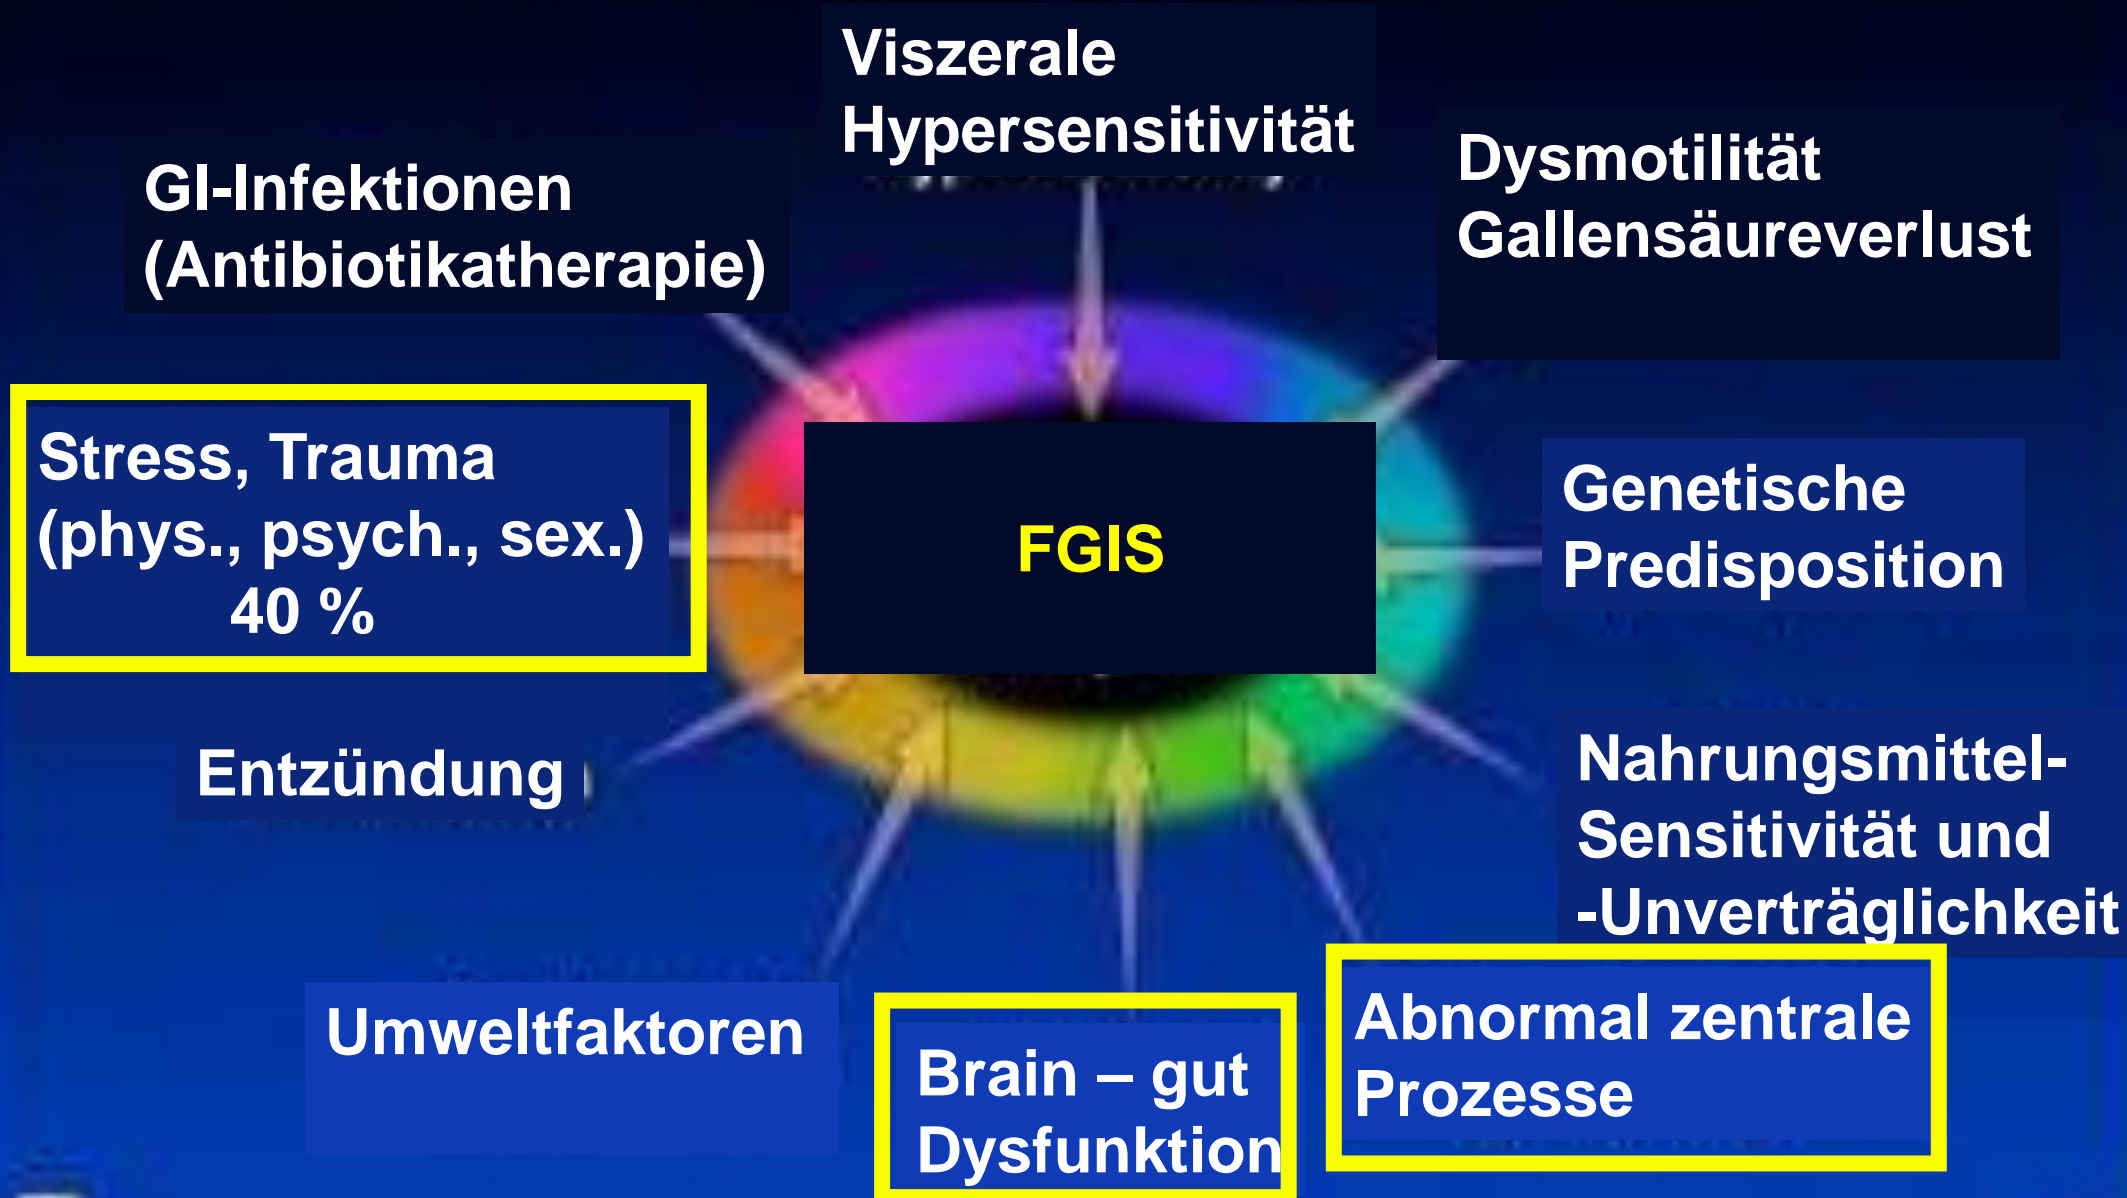 Viszerale
Hypersensitivität
GI-Infektionen
(Antibiotikatherapie)
Dysmotilität
Gallensäureverlust
Stress, Trauma
(phys., psych., sex.)
40 %
FGIS
Genetische
Predisposition
Entzündung
Nahrungsmittel-
Sensitivität und
-Unverträglichkeit
Umweltfaktoren
Brain – gut
Dysfunktion
Abnormal zentrale
Prozesse